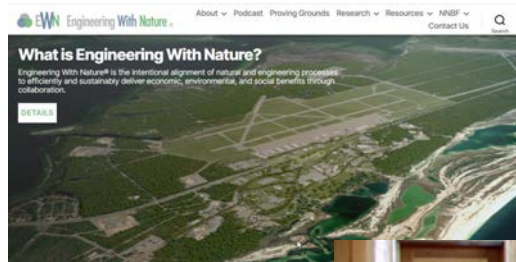 EWN Engineering With Nature ®
About Podcast Proving Grounds Research Resources NNBF
Contact Us
Search
What is Engineering With Nature?
Engineering With Nature® is the intentional alignment of natural and engineering processes
to efficiently and sustainably deliver economic, environmental, and social benefits through
collaboration.
DETAILS